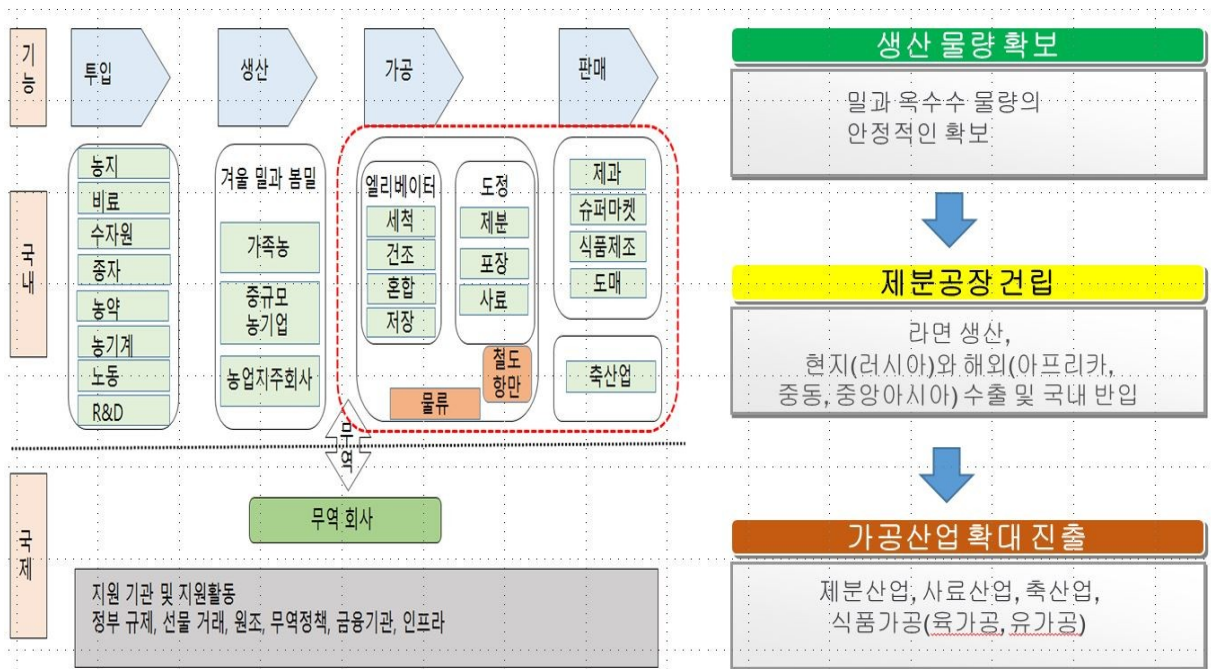 기
능
투입
생산
가공
판매
국
내
농지
비료
수자원
종자
농약
농기계
노동
R&D
겨울 밀과 봄밀
가족농
중규모
농기업
농업지주회사
엘리베이터
세척
건조
혼합
저장
도정
제분
포장
사료
철도
항만
물류
제과
슈퍼마켓
식품제조
도매
축산업
무
역
국
제
무역 회사
지원 기관 및 지원활동
정부 규제, 선물 거래, 원조, 무역정책, 금융기관, 인프라
생산 물량 확보
밀과 옥수수 물량의
안정적인 확보
제분공장 건립
라면 생산,
현지(러시아)와 해외(아프리카,
중동, 중앙아시아) 수출 및 국내 반입
가공산업 확대 진출
제분산업, 사료산업, 축산업,
식품가공(육가공, 유가공)